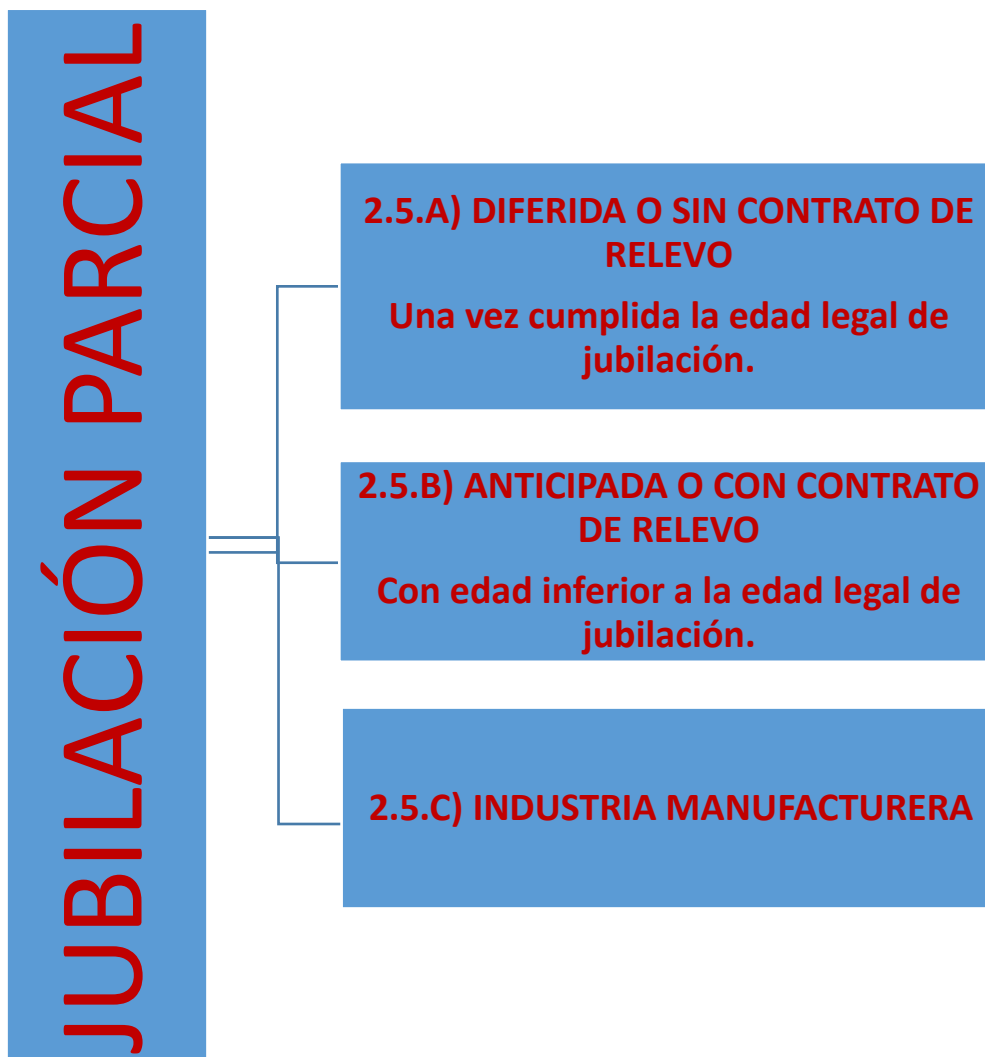 JUBILACIÓN PARCIAL
2.5.A) DIFERIDA O SIN CONTRATO DE
RELEVO
Una vez cumplida la edad legal de
jubilación.
2.5.B) ANTICIPADA O CON CONTRATO
DE RELEVO
Con edad inferior a la edad legal de
jubilación.
2.5.C) INDUSTRIA MANUFACTURERA